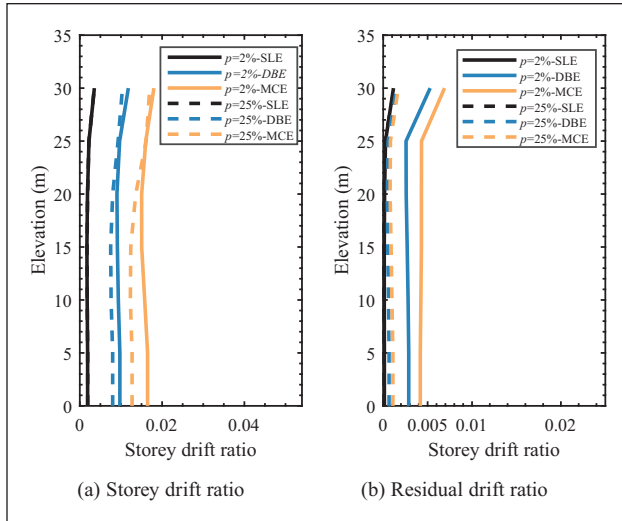 p=2%-SLE
p=2%-DBE
p=2%-MCE
p=25%-SLE
p=25%-DBE
p=25%-MCE
35
30
25
20
15
10
5
0
Elevation (m)
0 0.02 0.04
Storey drift ratio
(a) Storey drift ratio
p=2%-SLE
p=2%-DBE
p=2%-MCE
p=25%-SLE
p=25%-DBE
p=25%-MCE
35
30
25
20
15
10
5
0
Elevation (m)
0 0.005 0.01 0.02
Storey drift ratio
(b) Residual drift ratio